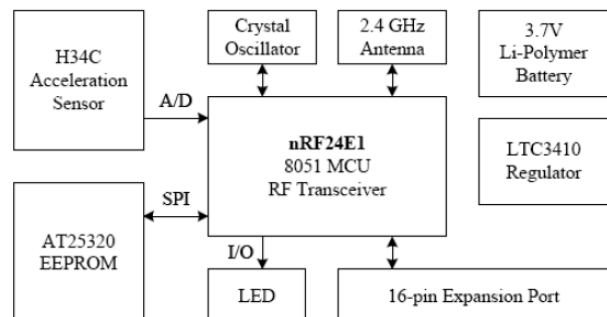 H34C
Acceleration
Sensor
Crystal
Oscillator
2.4 GHz
Antenna
3.7V
Li-Polymer
Battery
A/D
nRF24E1
8051 MCU
RF Transceiver
LTC3410
Regulator
SPI
AT25320
EEPROM
I/O
LED
16-pin Expansion Port